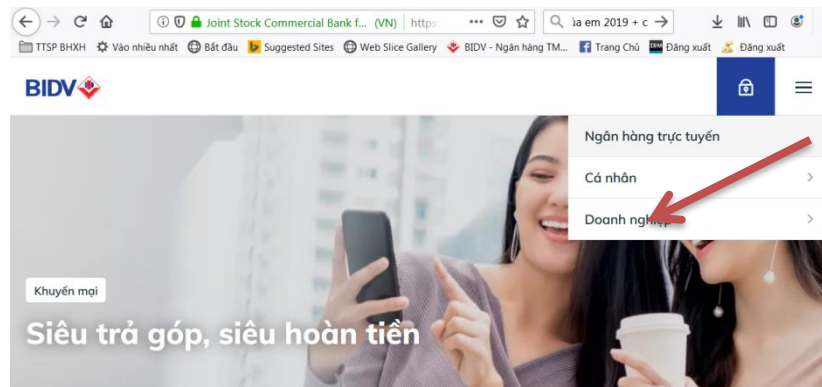 Joint Stock Commercial Bank f... (VN) https:
ìa em 2019 + c
TTSP BHXH Vào nhiều nhất Bắt đầu Suggested Sites Web Slice Gallery BIDV - Ngân hàng TM... Trang Chủ Đăng xuất Đăng xuất
BIDV
Ngân hàng trực tuyến
Cá nhân
Doanh nghiệp
Khuyến mại
Siêu trả góp, siêu hoàn tiền